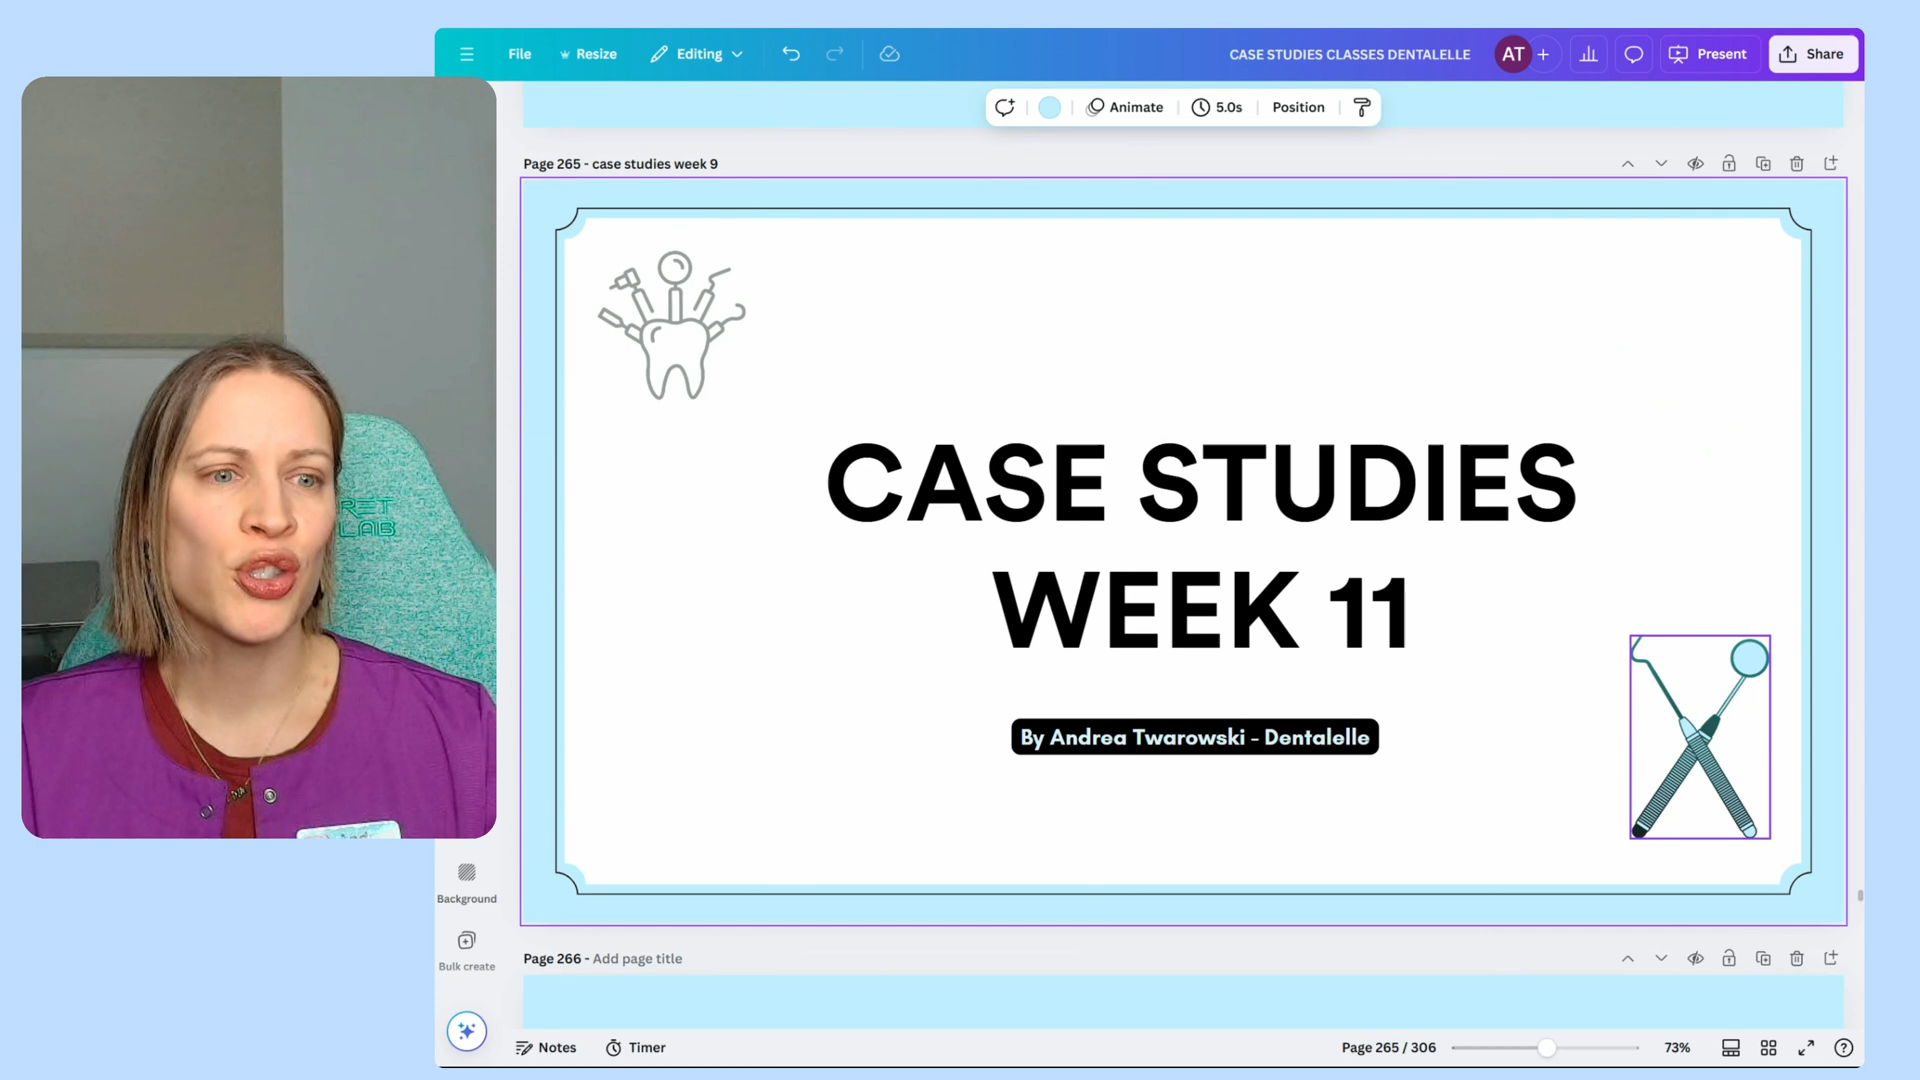 File
Resize
Editing
CASE STUDIES CLASSES DENTALELLE
AT
Present
Share
Animate
5.0s
Position
Page 265 - case studies week 9
CASE STUDIES
WEEK 11
By Andrea Twarowski - Dentalelle
RET
LAB
Background
Bulk create
Page 266 - Add page title
Notes
Timer
Page 265 / 306
73%